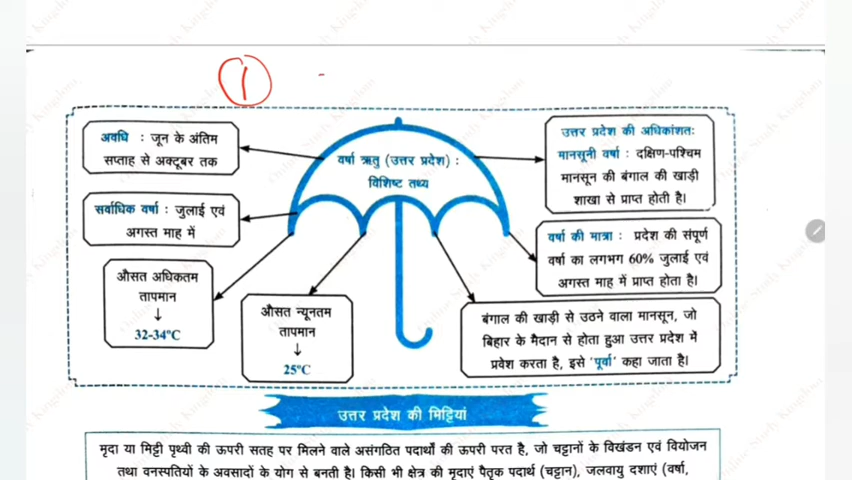 1
अवधि : जून के अंतिम
सप्ताह से अक्टूबर तक
सर्वाधिक वर्षा : जुलाई एवं
अगस्त माह में
औसत अधिकतम
तापमान
↓
32-34°C
औसत न्यूनतम
तापमान
↓
25°C
वर्षा ऋतु (उत्तर प्रदेश) :
विशिष्ट तथ्य
उत्तर प्रदेश की अधिकांशतः
मानसूनी वर्षा : दक्षिण-पश्चिम
मानसून की बंगाल की खाड़ी
शाखा से प्राप्त होती है।
वर्षा की मात्रा : प्रदेश की संपूर्ण
वर्षा का लगभग 60% जुलाई एवं
अगस्त माह में प्राप्त होता है।
बंगाल की खाड़ी से उठने वाला मानसून, जो
बिहार के मैदान से होता हुआ उत्तर प्रदेश में
प्रवेश करता है, इसे 'पूर्वा' कहा जाता है।
उत्तर प्रदेश की मिट्टियां
मृदा या मिट्टी पृथ्वी की ऊपरी सतह पर मिलने वाले असंगठित पदार्थों की ऊपरी परत है, जो चट्टानों के विखंडन एवं वियोजन
तथा वनस्पतियों के अवसादों के योग से बनती है। किसी भी क्षेत्र की मृदाएं पैतृक पदार्थ (चट्टान), जलवायु दशाएं (वर्षा,